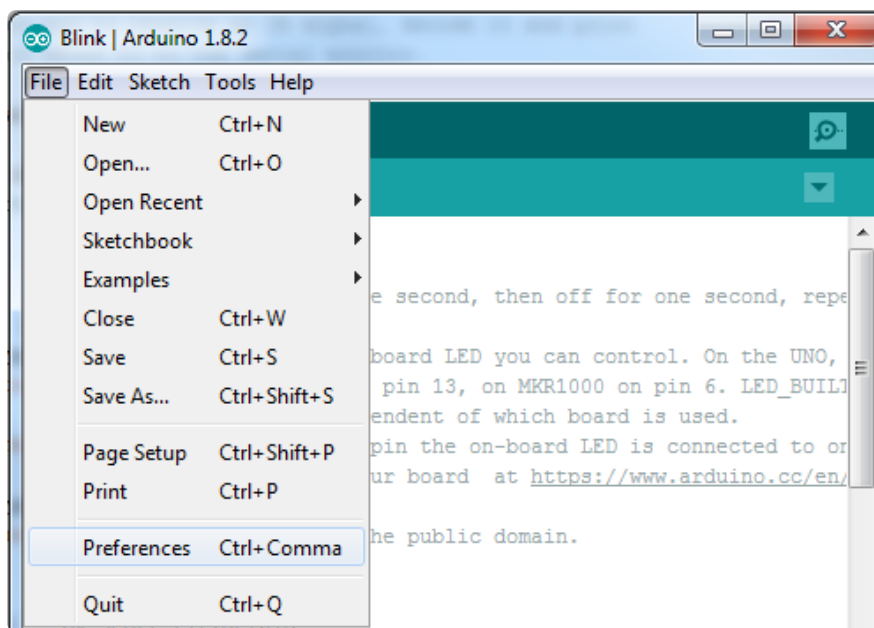 Blink | Arduino 1.8.2
File Edit Sketch Tools Help
New Ctrl+N
Open... Ctrl+O
Open Recent
Sketchbook
Examples
Close Ctrl+W
Save Ctrl+S
Save As... Ctrl+Shift+S
Page Setup Ctrl+Shift+P
Print Ctrl+P
Preferences Ctrl+Comma
Quit Ctrl+Q
e second, then off for one second, repe
board LED you can control. On the UNO,
pin 13, on MKR1000 on pin 6. LED_BUILT
endent of which board is used.
pin the on-board LED is connected to on
ur board at https://www.arduino.cc/en/
he public domain.